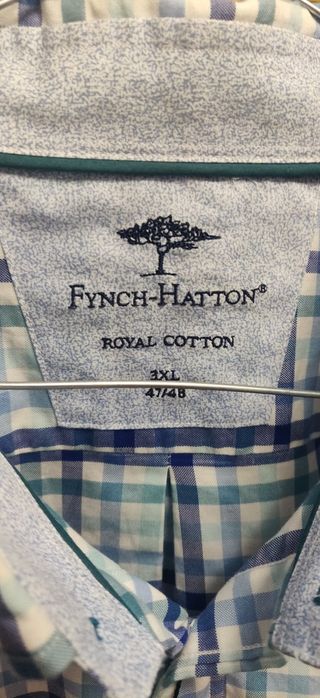 FYNCH-HATTON®
ROYAL COTTON
3XL
47/48